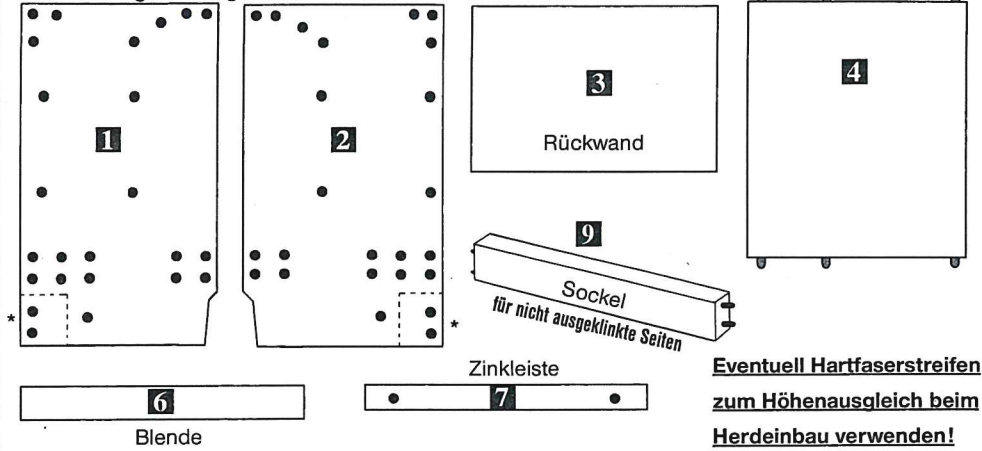 1
2
3
Rückwand
4
9
Sockel
für nicht ausgeklinkte Seiten
*
*
Zinkleiste
6
7
Blende
Eventuell Hartfaserstreifen
zum Höhenausgleich beim
Herdeinbau verwenden!